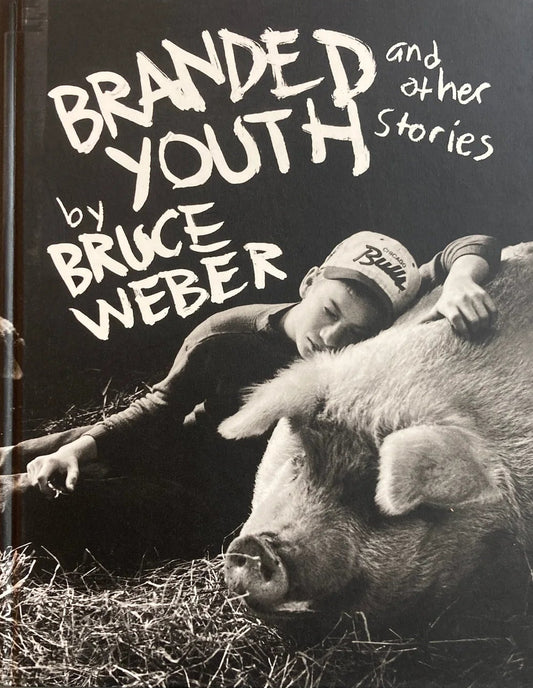 BRANDED
YOUTH
and
other
stories
by
BRUCE
WEBER
CHICAGO
Bulls